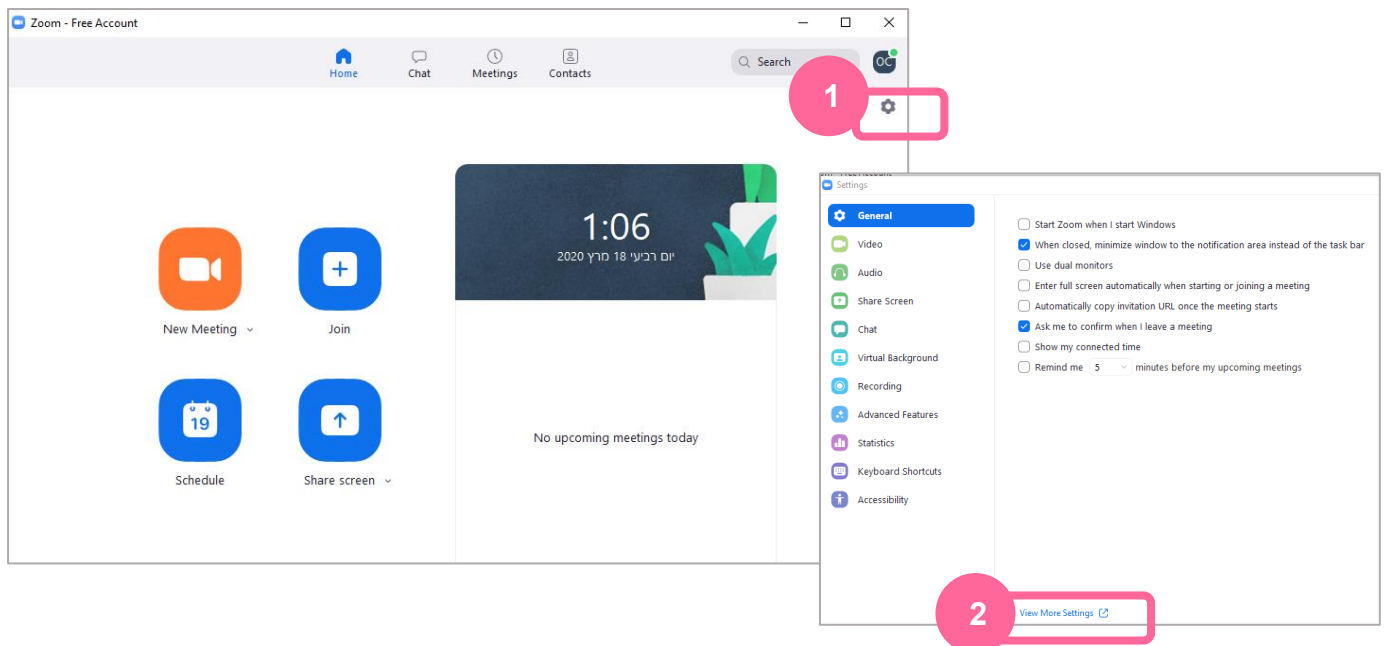 Zoom - Free Account
Home
Chat
Meetings
Contacts
Search
OC
1
1:06
יום רביעי 18 מרץ 2020
New Meeting
Join
19
Schedule
Share screen
No upcoming meetings today
Settings
General
Video
Audio
Share Screen
Chat
Virtual Background
Recording
Advanced Features
Statistics
Keyboard Shortcuts
Accessibility
Start Zoom when I start Windows
When closed, minimize window to the notification area instead of the task bar
Use dual monitors
Enter full screen automatically when starting or joining a meeting
Automatically copy invitation URL once the meeting starts
Ask me to confirm when I leave a meeting
Show my connected time
Remind me 5 minutes before my upcoming meetings
2
View More Settings